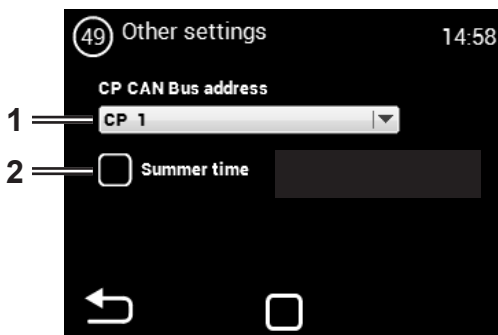 49 Other settings 14:58
CP CAN Bus address
1 CP 1
2 Summer time